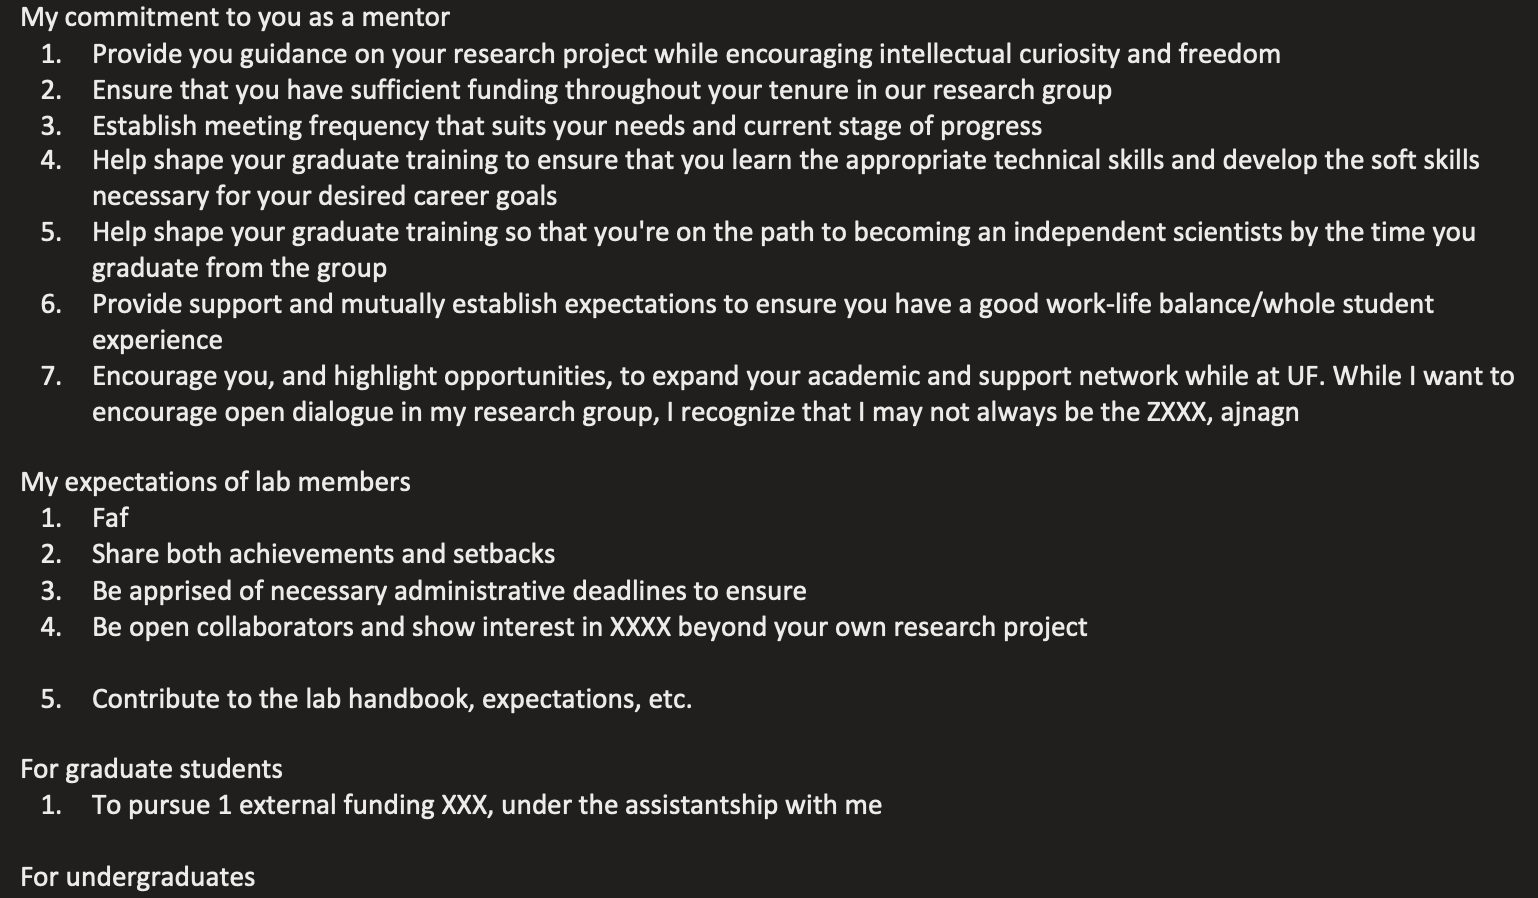 My commitment to you as a mentor
1. Provide you guidance on your research project while encouraging intellectual curiosity and freedom
2. Ensure that you have sufficient funding throughout your tenure in our research group
3. Establish meeting frequency that suits your needs and current stage of progress
4. Help shape your graduate training to ensure that you learn the appropriate technical skills and develop the soft skills
necessary for your desired career goals
5. Help shape your graduate training so that you're on the path to becoming an independent scientists by the time you
graduate from the group
6. Provide support and mutually establish expectations to ensure you have a good work-life balance/whole student
experience
7. Encourage you, and highlight opportunities, to expand your academic and support network while at UF. While I want to
encourage open dialogue in my research group, I recognize that I may not always be the ZXXX, ajnagn
My expectations of lab members
1. Faf
2. Share both achievements and setbacks
3. Be apprised of necessary administrative deadlines to ensure
4. Be open collaborators and show interest in XXXX beyond your own research project
5. Contribute to the lab handbook, expectations, etc.
For graduate students
1. To pursue 1 external funding XXX, under the assistantship with me
For undergraduates